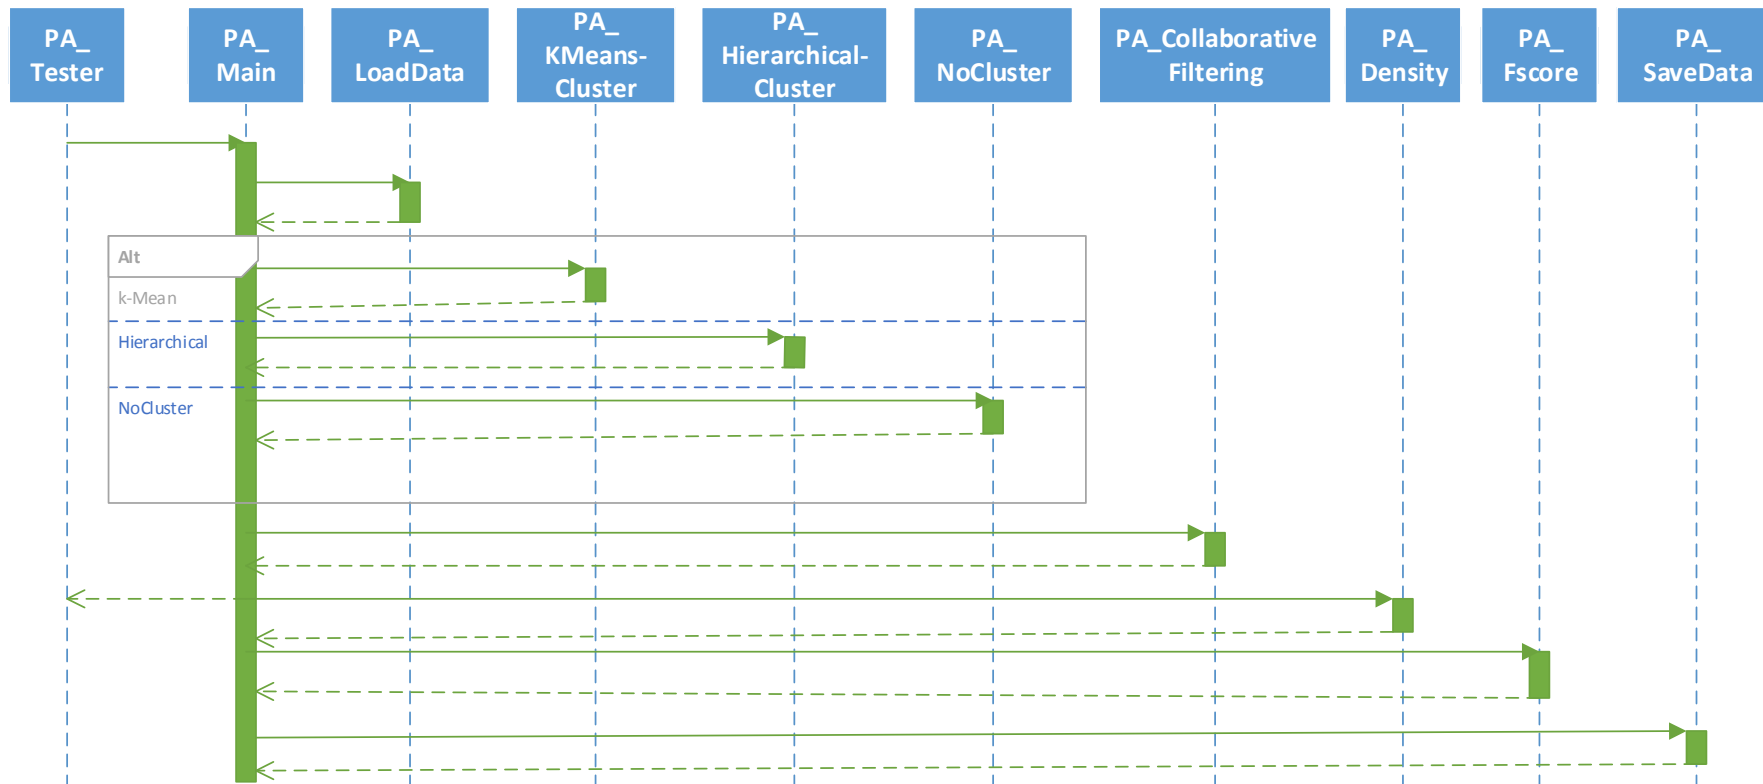 PA_
Tester
PA_
Main
PA_
LoadData
PA_
KMeans-
Cluster
PA_
Hierarchical-
Cluster
PA_
NoCluster
PA_Collaborative
Filtering
PA_
Density
PA_
Fscore
PA_
SaveData
Alt
k-Mean
Hierarchical
NoCluster